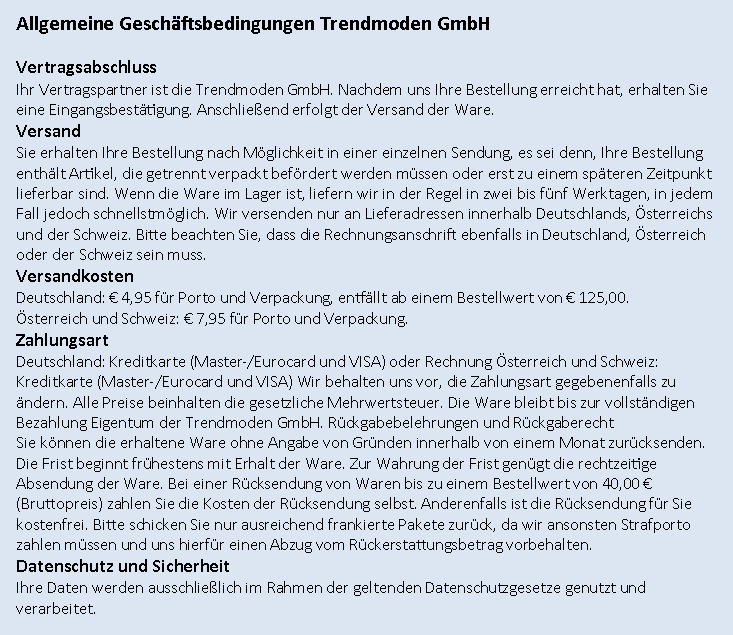 Allgemeine Geschäftsbedingungen Trendmoden GmbH
Vertragsabschluss
Ihr Vertragspartner ist die Trendmoden GmbH. Nachdem uns Ihre Bestellung erreicht hat, erhalten Sie
eine Eingangsbestätigung. Anschließend erfolgt der Versand der Ware.
Versand
Sie erhalten Ihre Bestellung nach Möglichkeit in einer einzelnen Sendung, es sei denn, Ihre Bestellung
enthält Artikel, die getrennt verpackt befördert werden müssen oder erst zu einem späteren Zeitpunkt
lieferbar sind. Wenn die Ware im Lager ist, liefern wir in der Regel in zwei bis fünf Werktagen, in jedem
Fall jedoch schnellstmöglich. Wir versenden nur an Lieferadressen innerhalb Deutschlands, Österreichs
und der Schweiz. Bitte beachten Sie, dass die Rechnungsanschrift ebenfalls in Deutschland, Österreich
oder der Schweiz sein muss.
Versandkosten
Deutschland: € 4,95 für Porto und Verpackung, entfällt ab einem Bestellwert von € 125,00.
Österreich und Schweiz: € 7,95 für Porto und Verpackung.
Zahlungsart
Deutschland: Kreditkarte (Master-/Eurocard und VISA) oder Rechnung Österreich und Schweiz:
Kreditkarte (Master-/Eurocard und VISA) Wir behalten uns vor, die Zahlungsart gegebenenfalls zu
ändern. Alle Preise beinhalten die gesetzliche Mehrwertsteuer. Die Ware bleibt bis zur vollständigen
Bezahlung Eigentum der Trendmoden GmbH. Rückgabebelehrungen und Rückgaberecht
Sie können die erhaltene Ware ohne Angabe von Gründen innerhalb von einem Monat zurücksenden.
Die Frist beginnt frühestens mit Erhalt der Ware. Zur Wahrung der Frist genügt die rechtzeitige
Absendung der Ware. Bei einer Rücksendung von Waren bis zu einem Bestellwert von 40,00 €
(Bruttopreis) zahlen Sie die Kosten der Rücksendung selbst. Anderenfalls ist die Rücksendung für Sie
kostenfrei. Bitte schicken Sie nur ausreichend frankierte Pakete zurück, da wir ansonsten Strafporto
zahlen müssen und uns hierfür einen Abzug vom Rückerstattungsbetrag vorbehalten.
Datenschutz und Sicherheit
Ihre Daten werden ausschließlich im Rahmen der geltenden Datenschutzgesetze genutzt und
verarbeitet.